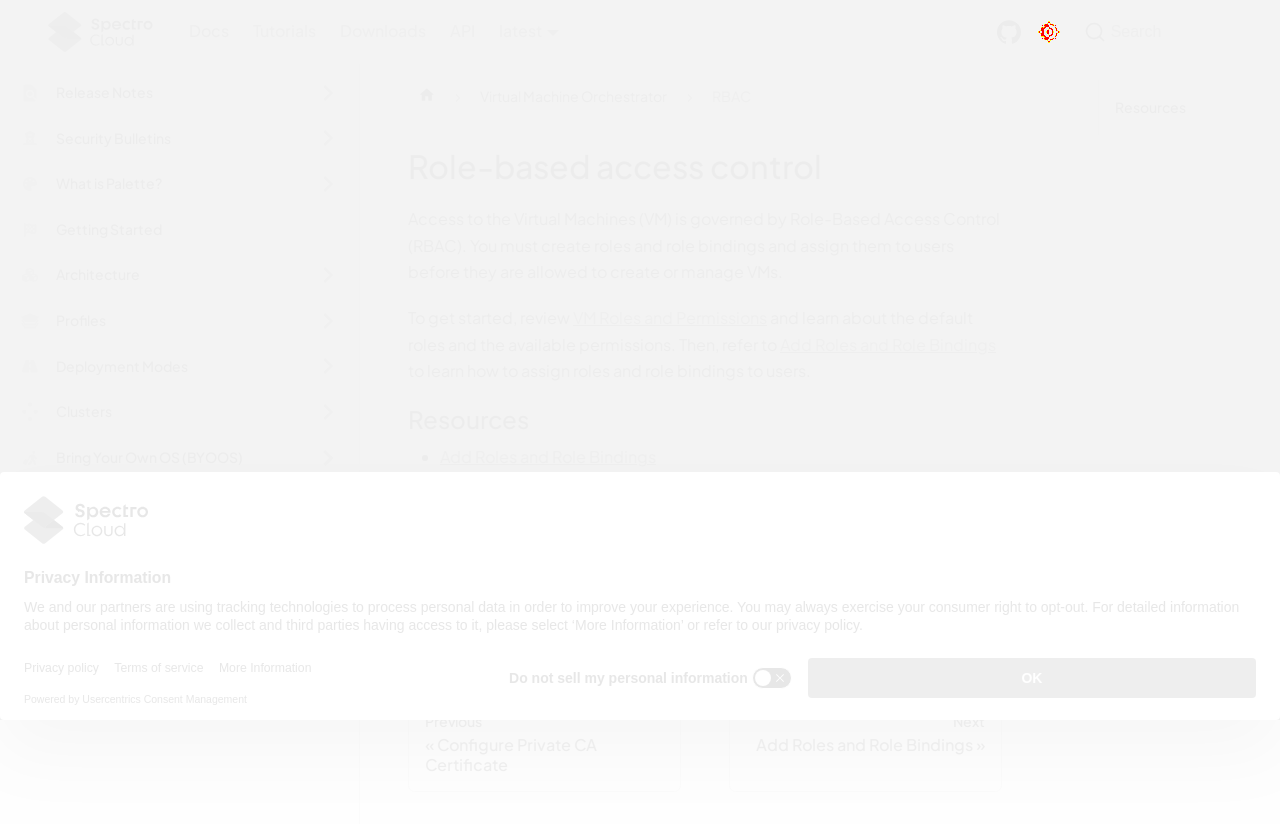 Spectro Cloud
Docs Tutorials Downloads API latest
Search
Release Notes
Security Bulletins
What is Palette?
Getting Started
Architecture
Profiles
Deployment Modes
Clusters
Bring Your Own OS (BYOOS)
Virtual Machine Orchestrator
RBAC
Resources
Role-based access control
Access to the Virtual Machines (VM) is governed by Role-Based Access Control
(RBAC). You must create roles and role bindings and assign them to users
before they are allowed to create or manage VMs.
To get started, review VM Roles and Permissions and learn about the default
roles and the available permissions. Then, refer to Add Roles and Role Bindings
to learn how to assign roles and role bindings to users.
Resources
Add Roles and Role Bindings
Spectro
Cloud
Privacy Information
We and our partners are using tracking technologies to process personal data in order to improve your experience. You may always exercise your consumer right to opt-out. For detailed information
about personal information we collect and third parties having access to it, please select ‘More Information’ or refer to our privacy policy.
Privacy policy Terms of service More Information
Do not sell my personal information
OK
Powered by Usercentrics Consent Management
Previous
« Configure Private CA
Certificate
Next
Add Roles and Role Bindings »